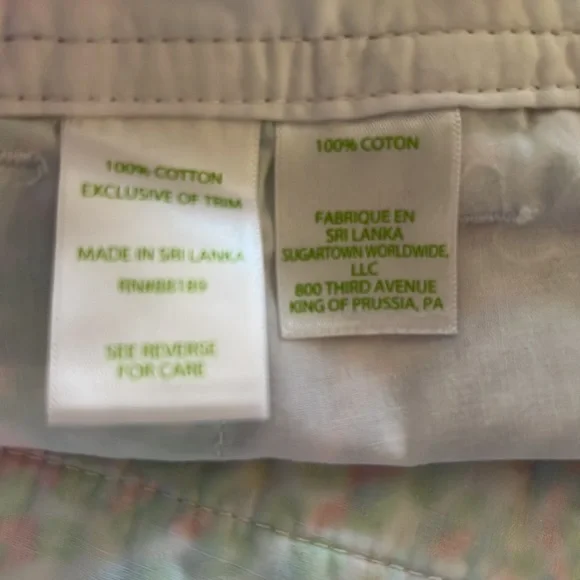 100% COTTON
EXCLUSIVE OF TRIM
MADE IN SRI LANKA
SEE REVERSE
FOR CARE
100% COTON
FABRIQUE EN
SRI LANKA
SUGARTOWN WORLDWIDE,
LLC
800 THIRD AVENUE
KING OF PRUSSIA, PA